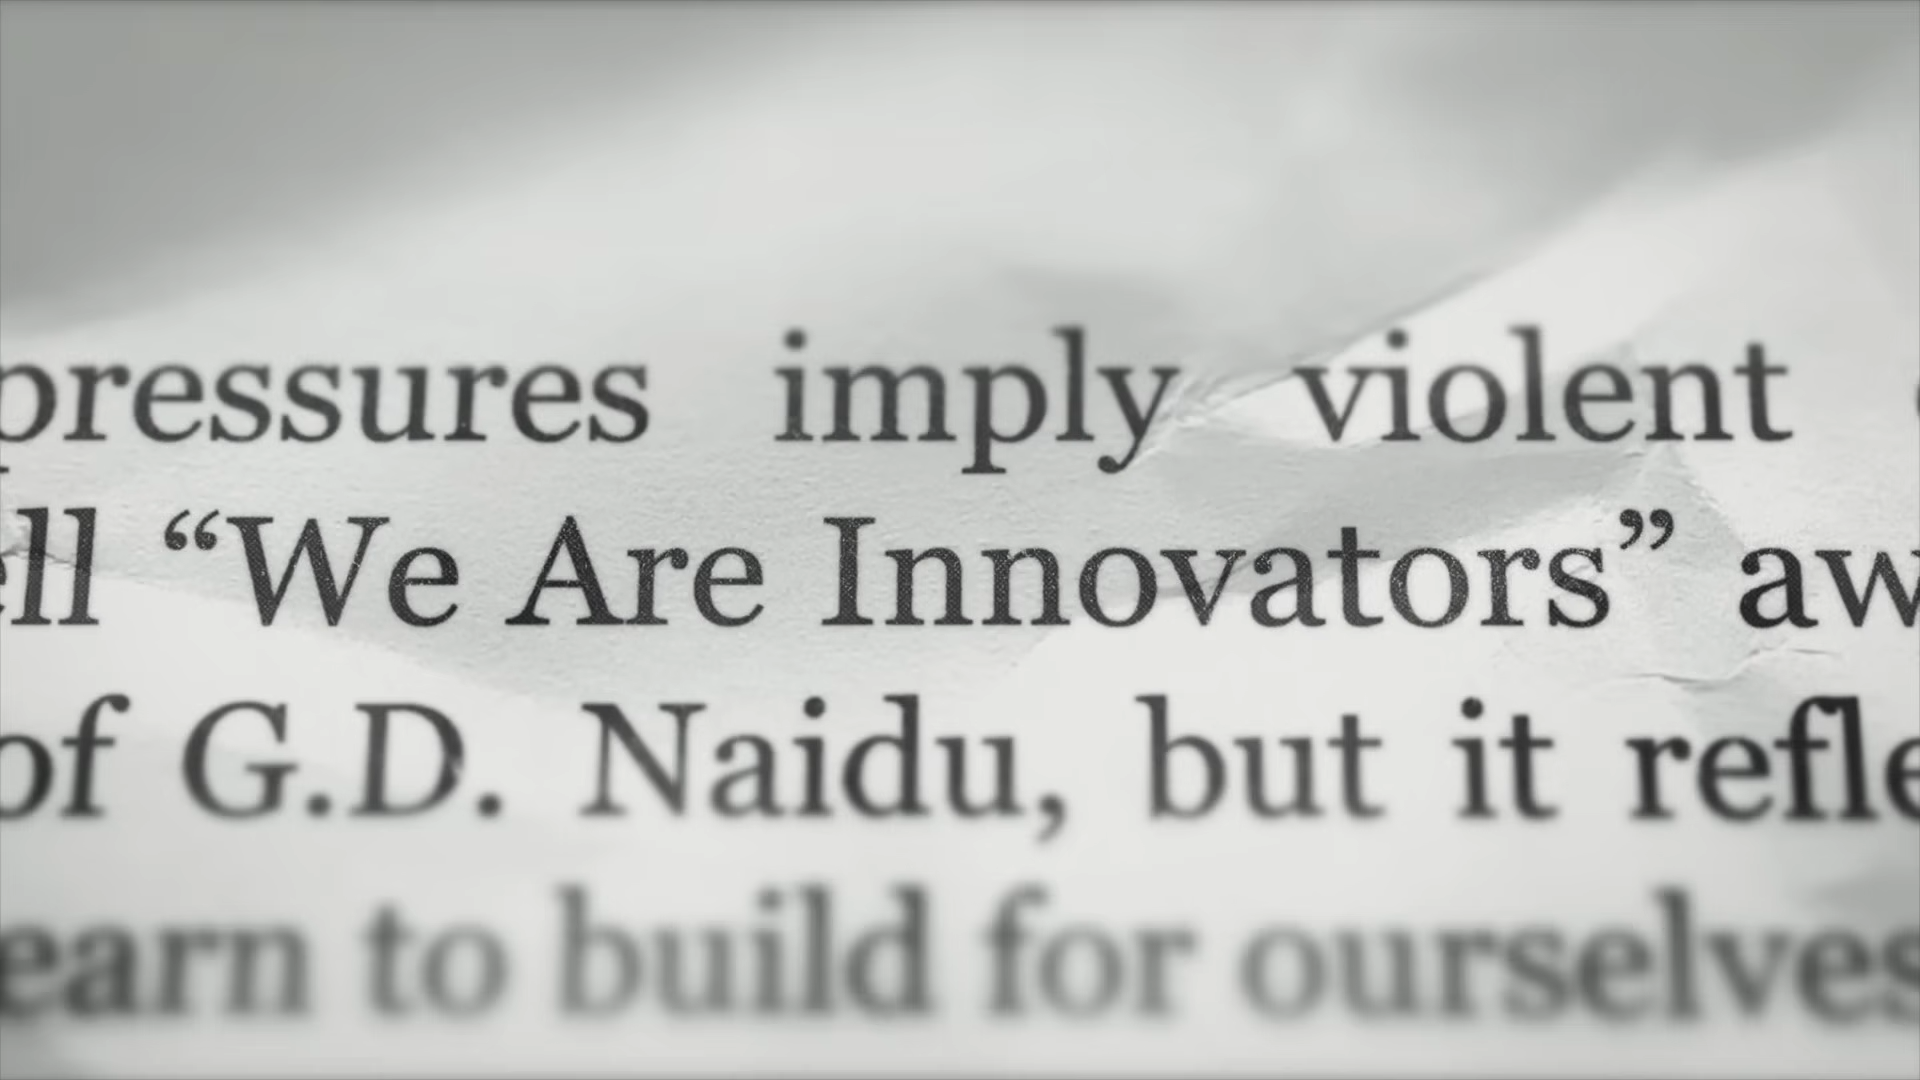 pressures imply violent
ell “We Are Innovators” aw
of G.D. Naidu, but it refle
earn to build for ourselves